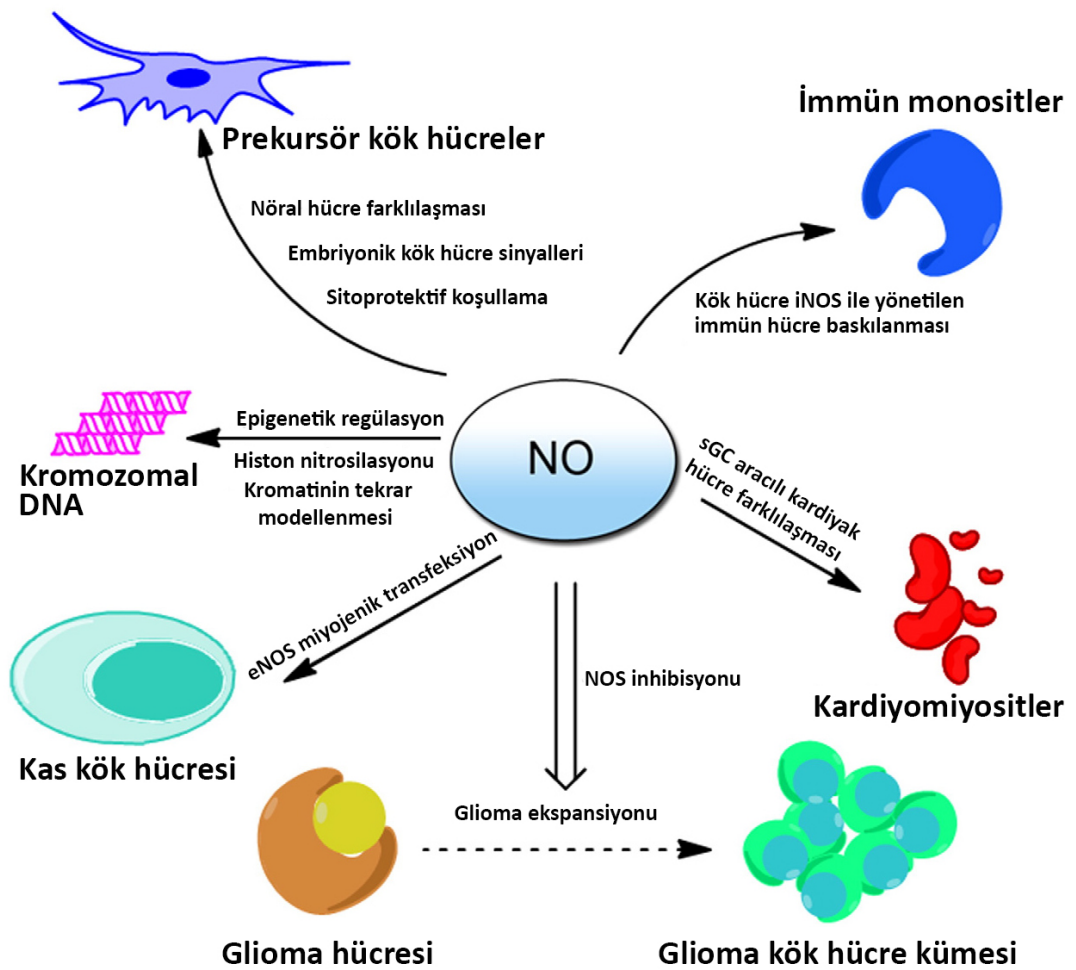 İmmün monositler
Prekursör kök hücreler
Nöral hücre farklılaşması
Embriyonik kök hücre sinyalleri
Sitoprotektif koşullama
Kök hücre iNOS ile yönetilen
immün hücre baskılanması
Epigenetik regülasyon
Histon nitrosilasyonu
Kromatinin tekrar
modellenmesi
Kromozomal
DNA
NO
sGC aracılı kardiyak
hücre farklılaşması
eNOS miyojenik transfeksiyon
NOS inhibisyonu
Kardiyomiyositler
Kas kök hücresi
Glioma ekspansiyonu
Glioma hücresi
Glioma kök hücre kümesi